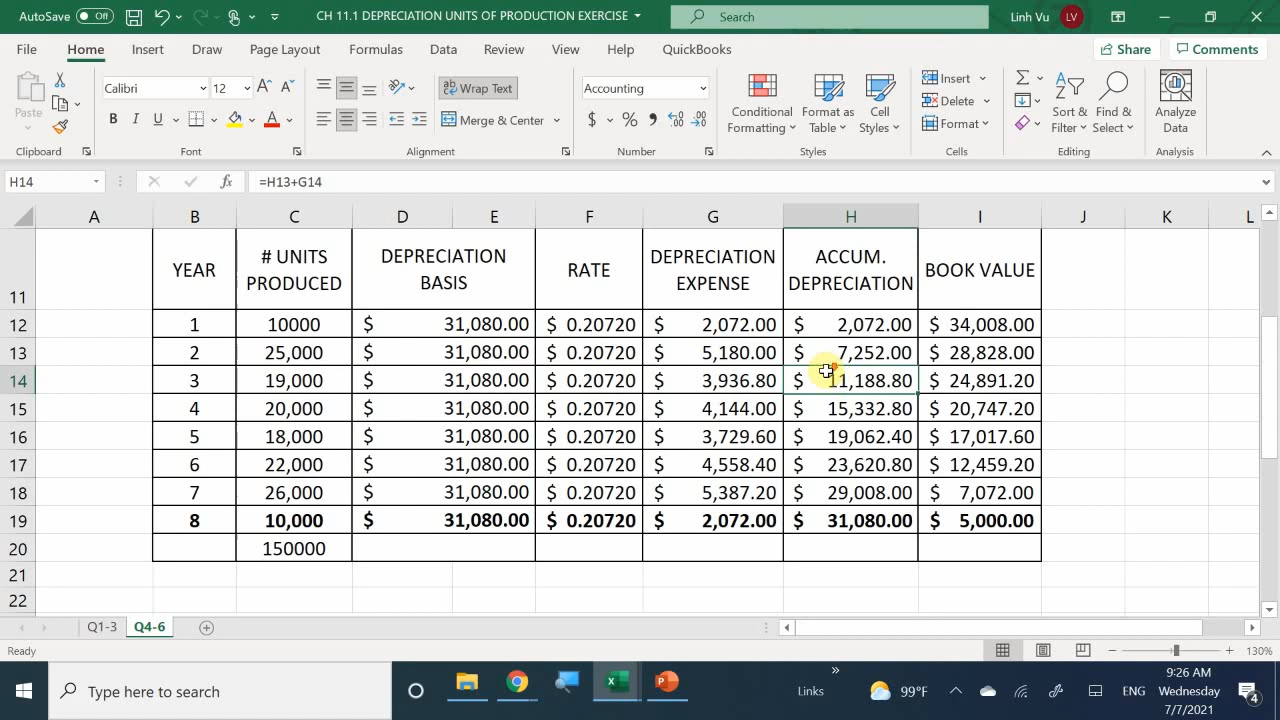 AutoSave Off CH 11.1 DEPRECIATION UNITS OF PRODUCTION EXERCISE Search Linh Vu LV
File Home Insert Draw Page Layout Formulas Data Review View Help QuickBooks Share Comments
Paste
Clipboard
Calibri 12
B I U
Font
ab Wrap Text
Merge & Center
Alignment
Accounting
$ % 9
Number
Conditional Formatting
Format as Table
Cell Styles
Styles
Insert
Delete
Format
Cells
Sort & Filter
Find & Select
Editing
Analyze Data
Analysis
H14 fx =H13+G14
A B C D E F G H I J K L
11 YEAR # UNITS PRODUCED DEPRECIATION BASIS RATE DEPRECIATION EXPENSE ACCUM. DEPRECIATION BOOK VALUE
12 1 10000 $ 31,080.00 $ 0.20720 $ 2,072.00 $ 2,072.00 $ 34,008.00
13 2 25,000 $ 31,080.00 $ 0.20720 $ 5,180.00 $ 7,252.00 $ 28,828.00
14 3 19,000 $ 31,080.00 $ 0.20720 $ 3,936.80 $ 11,188.80 $ 24,891.20
15 4 20,000 $ 31,080.00 $ 0.20720 $ 4,144.00 $ 15,332.80 $ 20,747.20
16 5 18,000 $ 31,080.00 $ 0.20720 $ 3,729.60 $ 19,062.40 $ 17,017.60
17 6 22,000 $ 31,080.00 $ 0.20720 $ 4,558.40 $ 23,620.80 $ 12,459.20
18 7 26,000 $ 31,080.00 $ 0.20720 $ 5,387.20 $ 29,008.00 $ 7,072.00
19 8 10,000 $ 31,080.00 $ 0.20720 $ 2,072.00 $ 31,080.00 $ 5,000.00
20 150000
21
22
Q1-3 Q4-6
Ready 130%
Type here to search Links 99°F ENG 9:26 AM
Wednesday
7/7/2021
4